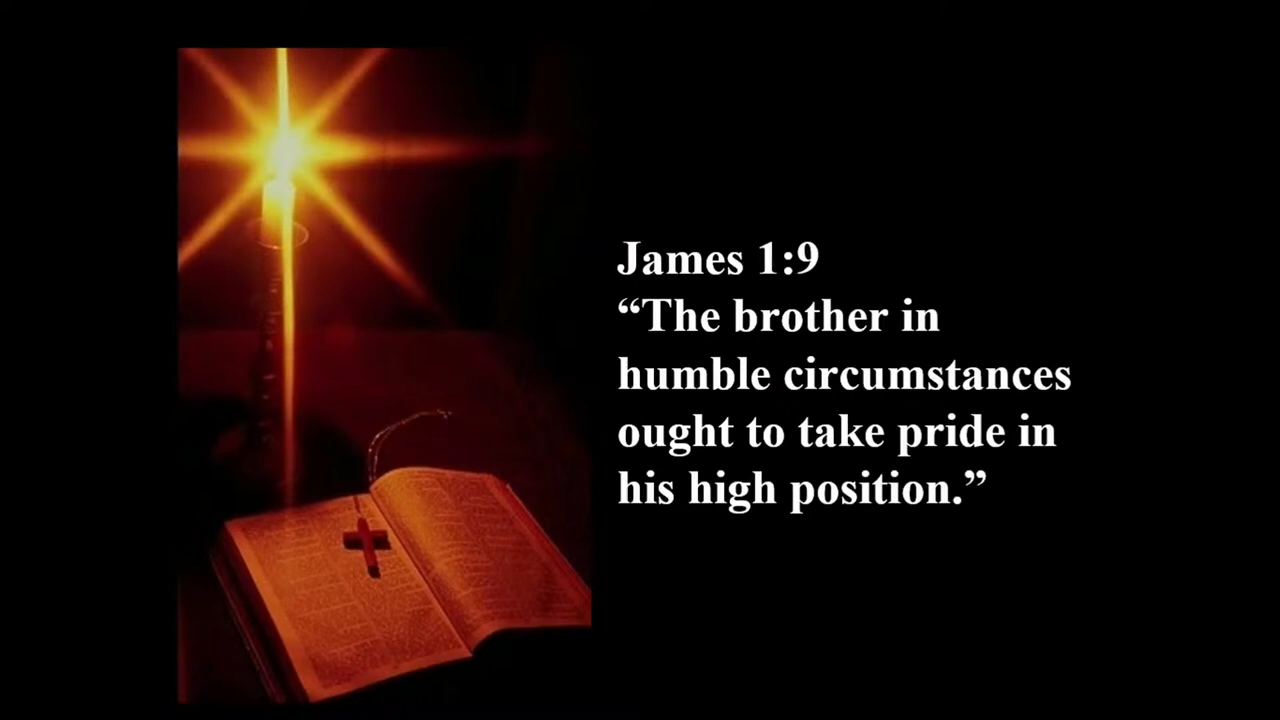 James 1:9
“The brother in
humble circumstances
ought to take pride in
his high position.”